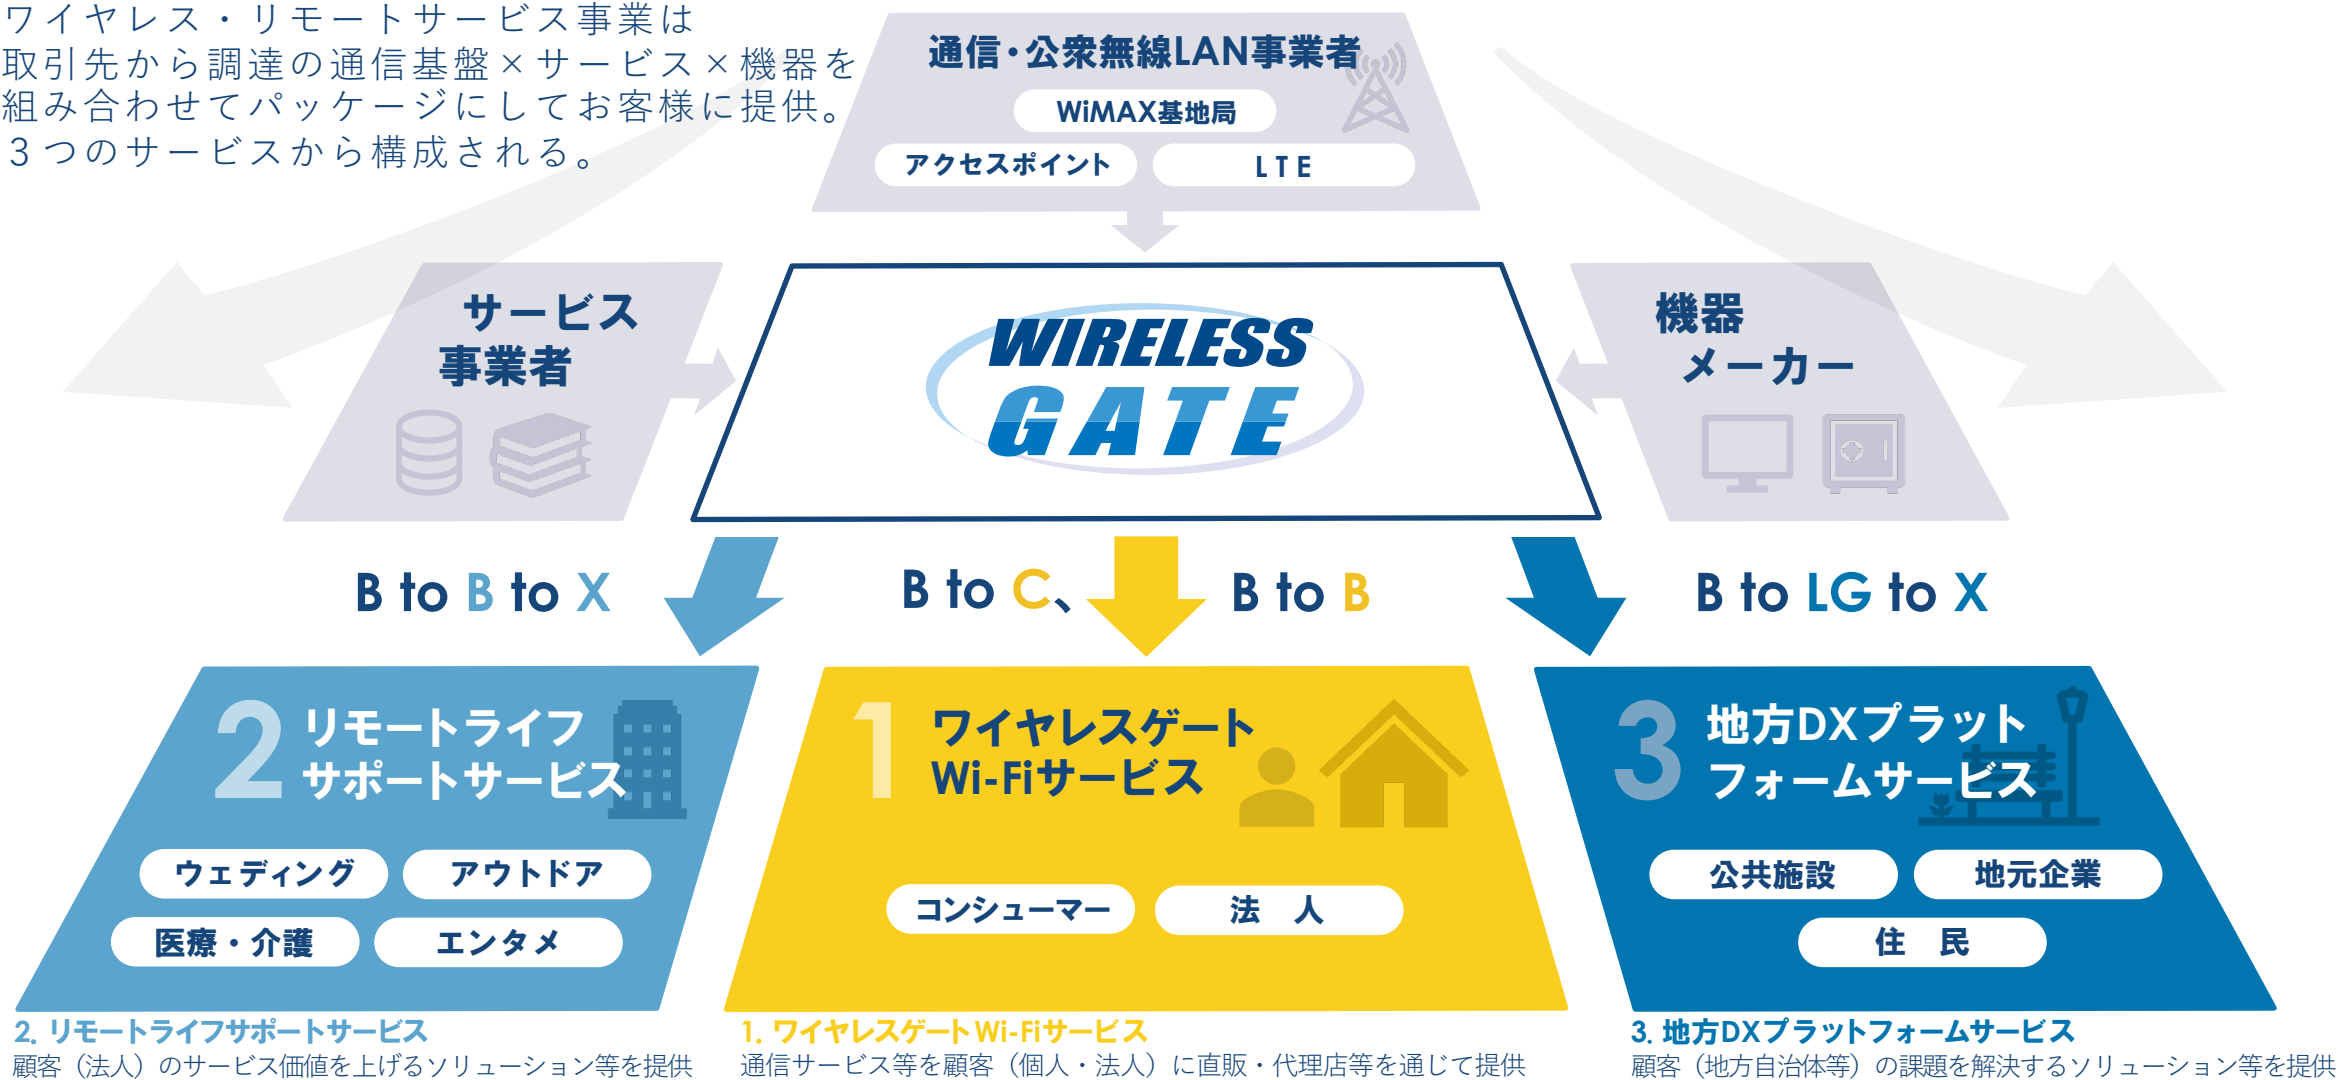 ワイヤレス・リモートサービス事業は
取引先から調達の通信基盤×サービス×機器を
組み合わせてパッケージにしてお客様に提供。
３つのサービスから構成される。
通信・公衆無線LAN事業者
WiMAX基地局
アクセスポイント
LTE
サービス
事業者
WIRELESS
GATE
機器
メーカー
B to B to X
B to C、
B to B
B to LG to X
2
リモートライフ
サポートサービス
ウェディング
アウトドア
医療・介護
エンタメ
1
ワイヤレスゲート
Wi-Fiサービス
コンシューマー
法　人
3
地方DXプラット
フォームサービス
公共施設
地元企業
住　民
2. リモートライフサポートサービス
顧客（法人）のサービス価値を上げるソリューション等を提供
1. ワイヤレスゲートWi-Fiサービス
通信サービス等を顧客（個人・法人）に直販・代理店等を通じて提供
3. 地方DXプラットフォームサービス
顧客（地方自治体等）の課題を解決するソリューション等を提供